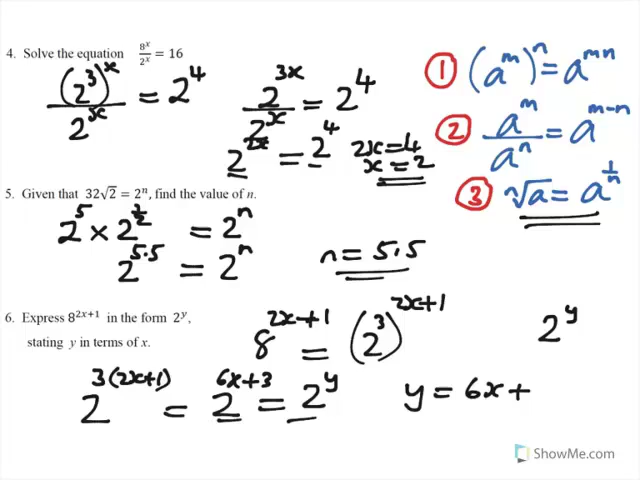 4. Solve the equation 8^x/2^x = 16
(2^3)^x/2^x = 2^4
2^3x/2^x = 2^4
2^2x = 2^4
2x=4
x=2
① (a^m)^n = a^mn
② a^m/a^n = a^m-n
③ √a = a^1/n
5. Given that 32√2 = 2^n, find the value of n.
2^5 × 2^1/2 = 2^n
2^5.5 = 2^n
n = 5.5
6. Express 8^2x+1 in the form 2^y,
stating y in terms of x.
8^2x+1 = (2^3)^2x+1
2^y
2^3(2x+1) = 2^6x+3 = 2^y
y = 6x+
ShowMe.com